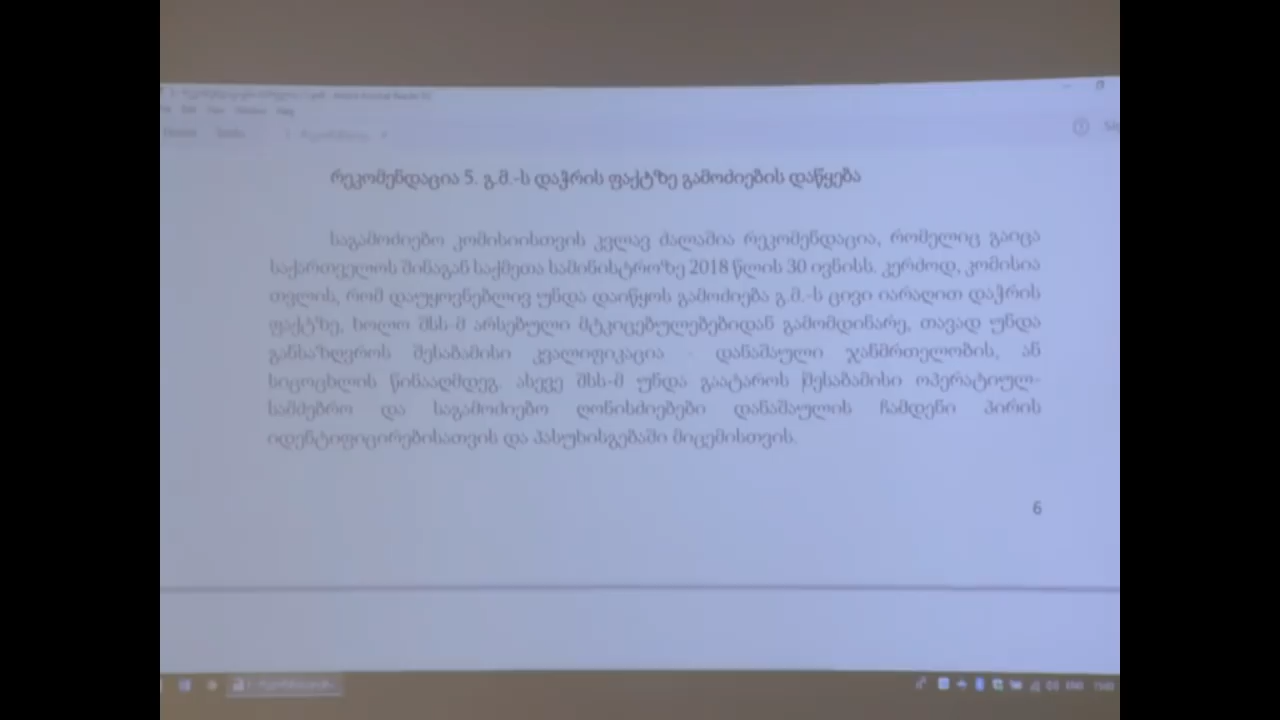 რეკომენდაცია 5. გ.მ.-ს დაჭრის ფაქტზე გამოძიების დაწყება
საგამოძიებო კომისიისთვის კვლავ ძალაშია რეკომენდაცია, რომელიც გაიცა
საქართველოს შინაგან საქმეთა სამინისტროზე 2018 წლის 30 ივნისს. კერძოდ, კომისია
თვლის, რომ დაუყოვნებლივ უნდა დაიწყოს გამოძიება გ.მ.-ს ცივი იარაღით დაჭრის
ფაქტზე, ხოლო შსს-მ არსებული მტკიცებულებებიდან გამომდინარე, თავად უნდა
განსაზღვროს შესაბამისი კვალიფიკაცია - დანაშაული ჯანმრთელობის, ან
სიცოცხლის წინააღმდეგ. ასევე შსს-მ უნდა გაატაროს შესაბამისი ოპერატიულ-
სამძებრო და საგამოძიებო ღონისძიებები დანაშაულის ჩამდენი პირის
იდენტიფიცირებისათვის და პასუხისგებაში მიცემისთვის.
6